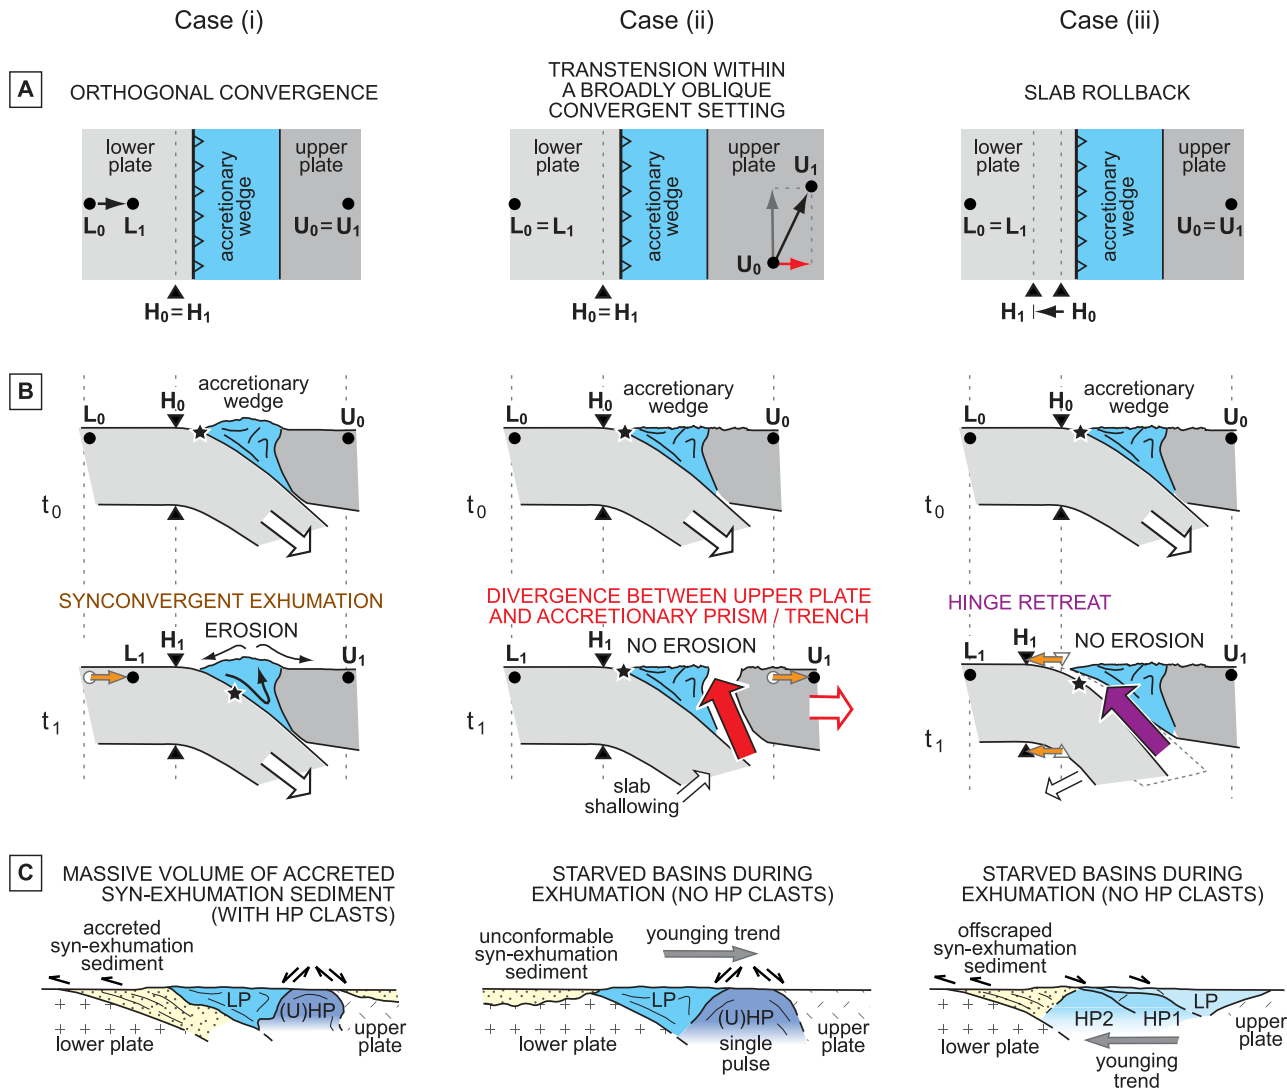 Case (i)
Case (ii)
Case (iii)
A
ORTHOGONAL CONVERGENCE
TRANSTENSION WITHIN
A BROADLY OBLIQUE
CONVERGENT SETTING
SLAB ROLLBACK
lower
plate
accretionary
wedge
upper
plate
L₀
L₁
U₀ = U₁
H₀ = H₁
lower
plate
accretionary
wedge
upper
plate
L₀ = L₁
U₁
U₀
H₀ = H₁
lower
plate
accretionary
wedge
upper
plate
L₀ = L₁
U₀ = U₁
H₁
H₀
B
L₀
H₀
accretionary
wedge
U₀
t₀
L₀
H₀
accretionary
wedge
U₀
t₀
L₀
H₀
accretionary
wedge
U₀
t₀
SYNCONVERGENT EXHUMATION
L₁
H₁
EROSION
U₁
t₁
DIVERGENCE BETWEEN UPPER PLATE
AND ACCRETIONARY PRISM / TRENCH
L₁
H₁
NO EROSION
U₁
t₁
slab
shallowing
HINGE RETREAT
L₁
H₁
NO EROSION
U₁
t₁
C
MASSIVE VOLUME OF ACCRETED
SYN-EXHUMATION SEDIMENT
(WITH HP CLASTS)
accreted
syn-exhumation
sediment
LP
(U)HP
lower plate
upper
plate
STARVED BASINS DURING
EXHUMATION (NO HP CLASTS)
unconformable
syn-exhumation
sediment
younging trend
LP
(U)HP
lower plate
single
pulse
upper
plate
STARVED BASINS DURING
EXHUMATION (NO HP CLASTS)
offscraped
syn-exhumation
sediment
HP2
HP1
LP
lower plate
upper
plate
younging
trend